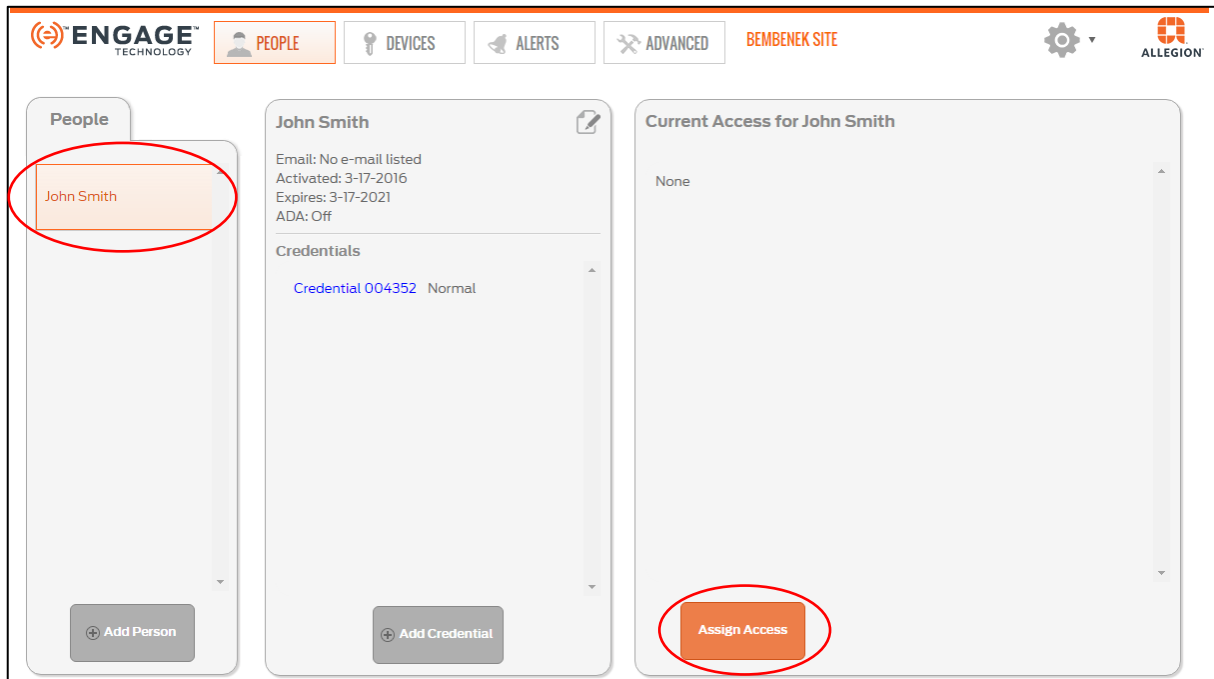 ENGAGE™
TECHNOLOGY
PEOPLE
DEVICES
ALERTS
ADVANCED
BEMBENEK SITE
ALLEGION
People
John Smith
Add Person
John Smith
Email: No e-mail listed
Activated: 3-17-2016
Expires: 3-17-2021
ADA: Off
Credentials
Credential 004352 Normal
Add Credential
Current Access for John Smith
None
Assign Access